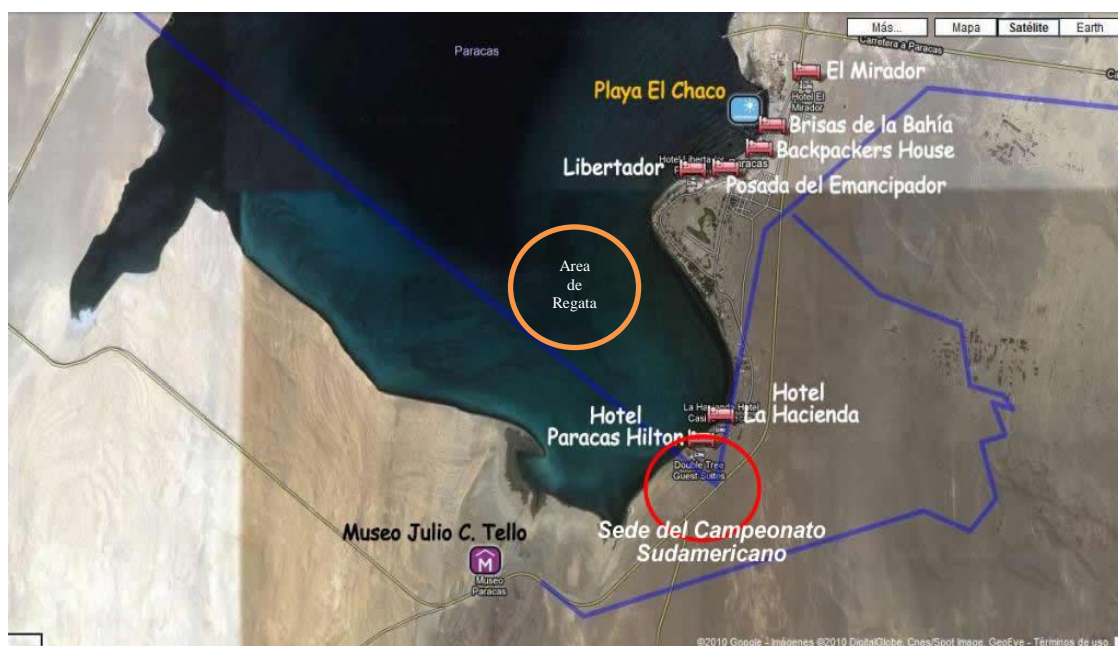 Más...
Mapa
Satélite
Earth
Carretera a Paracas
Paracas
El Mirador
Hotel El
Mirador
Playa El Chaco
Brisas de la Bahía
Backpackers House
Libertador
Paracas
Posada del Emancipador
Area
de
Regata
Hotel
La Hacienda
Hotel
Paracas Hilton
Double Tree
Guest Suites
Sede del Campeonato
Sudamericano
Museo Julio C. Tello
M
Museo
Paracas
©2010 Google - Imágenes ©2010 DigitalGlobe, Cnes/Spot Image, GeoEye - Términos de uso